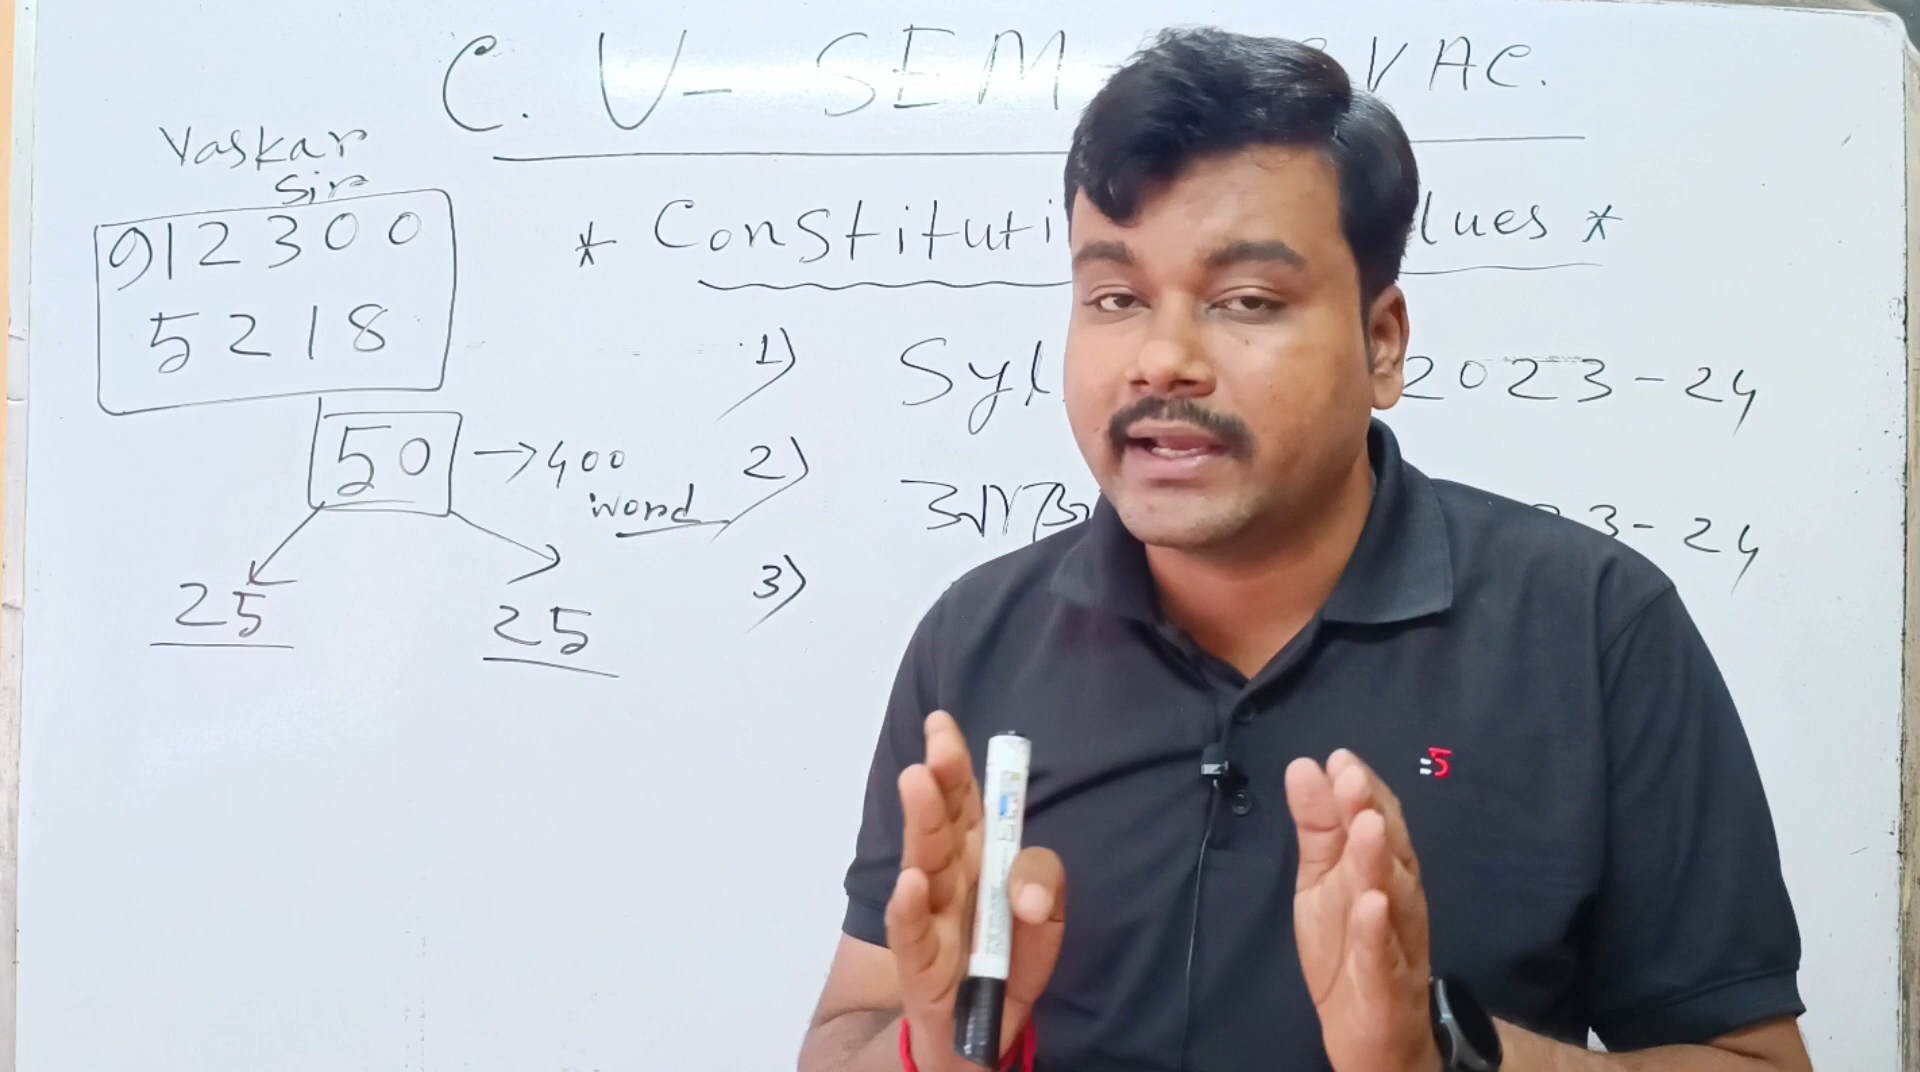 C. U- SEM- VAC.
Vaskar
Sir
912300
5218
* Constituti lues *
1) Syl 2023-24
50 → 400
word
2) 3-24
3)
25 25